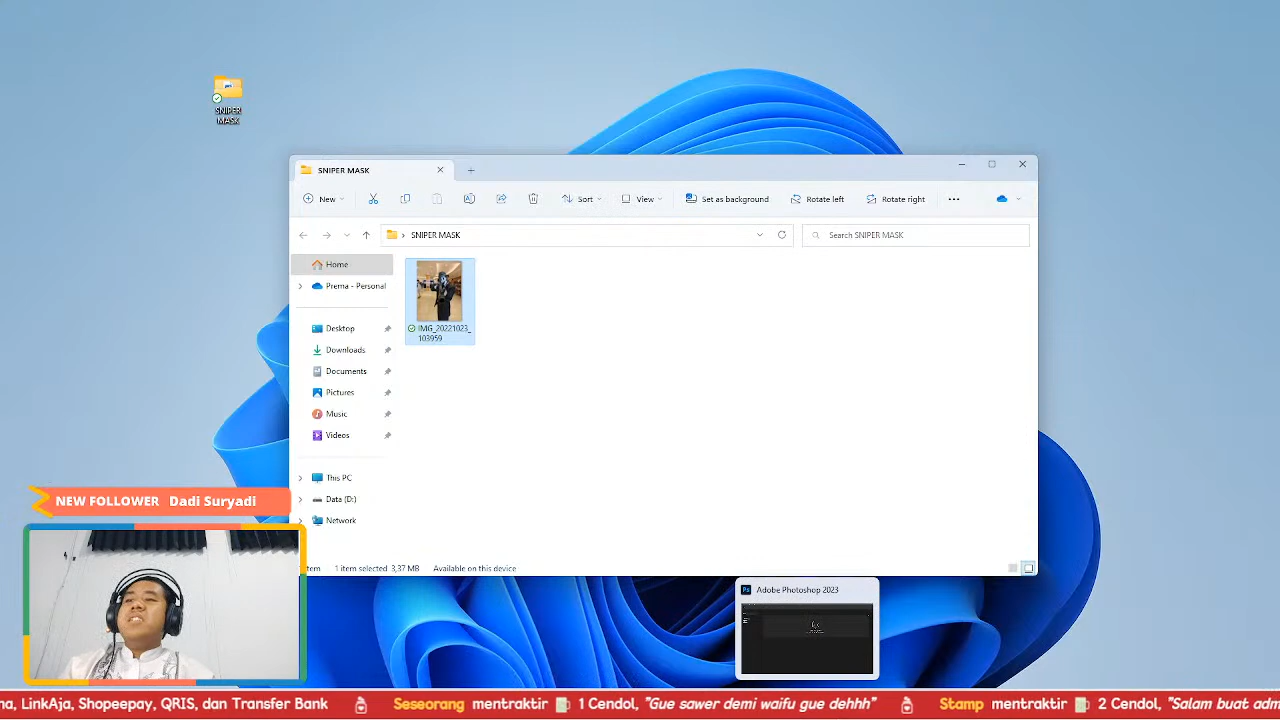 SNIPER
MASK
SNIPER MASK
New
Sort
View
Set as background
Rotate left
Rotate right
SNIPER MASK
Search SNIPER MASK
Home
Prema - Personal
Desktop
Downloads
Documents
Pictures
Music
Videos
This PC
Data (D:)
Network
IMG_20221023_
103959
1 item selected 3,37 MB
Available on this device
Ps Adobe Photoshop 2023
NEW FOLLOWER Dadi Suryadi
LinkAja, Shopeepay, QRIS, dan Transfer Bank Seseorang mentraktir 1 Cendol, "Gue sawer demi waifu gue dehhh" Stamp mentraktir 2 Cendol, "Salam buat adm